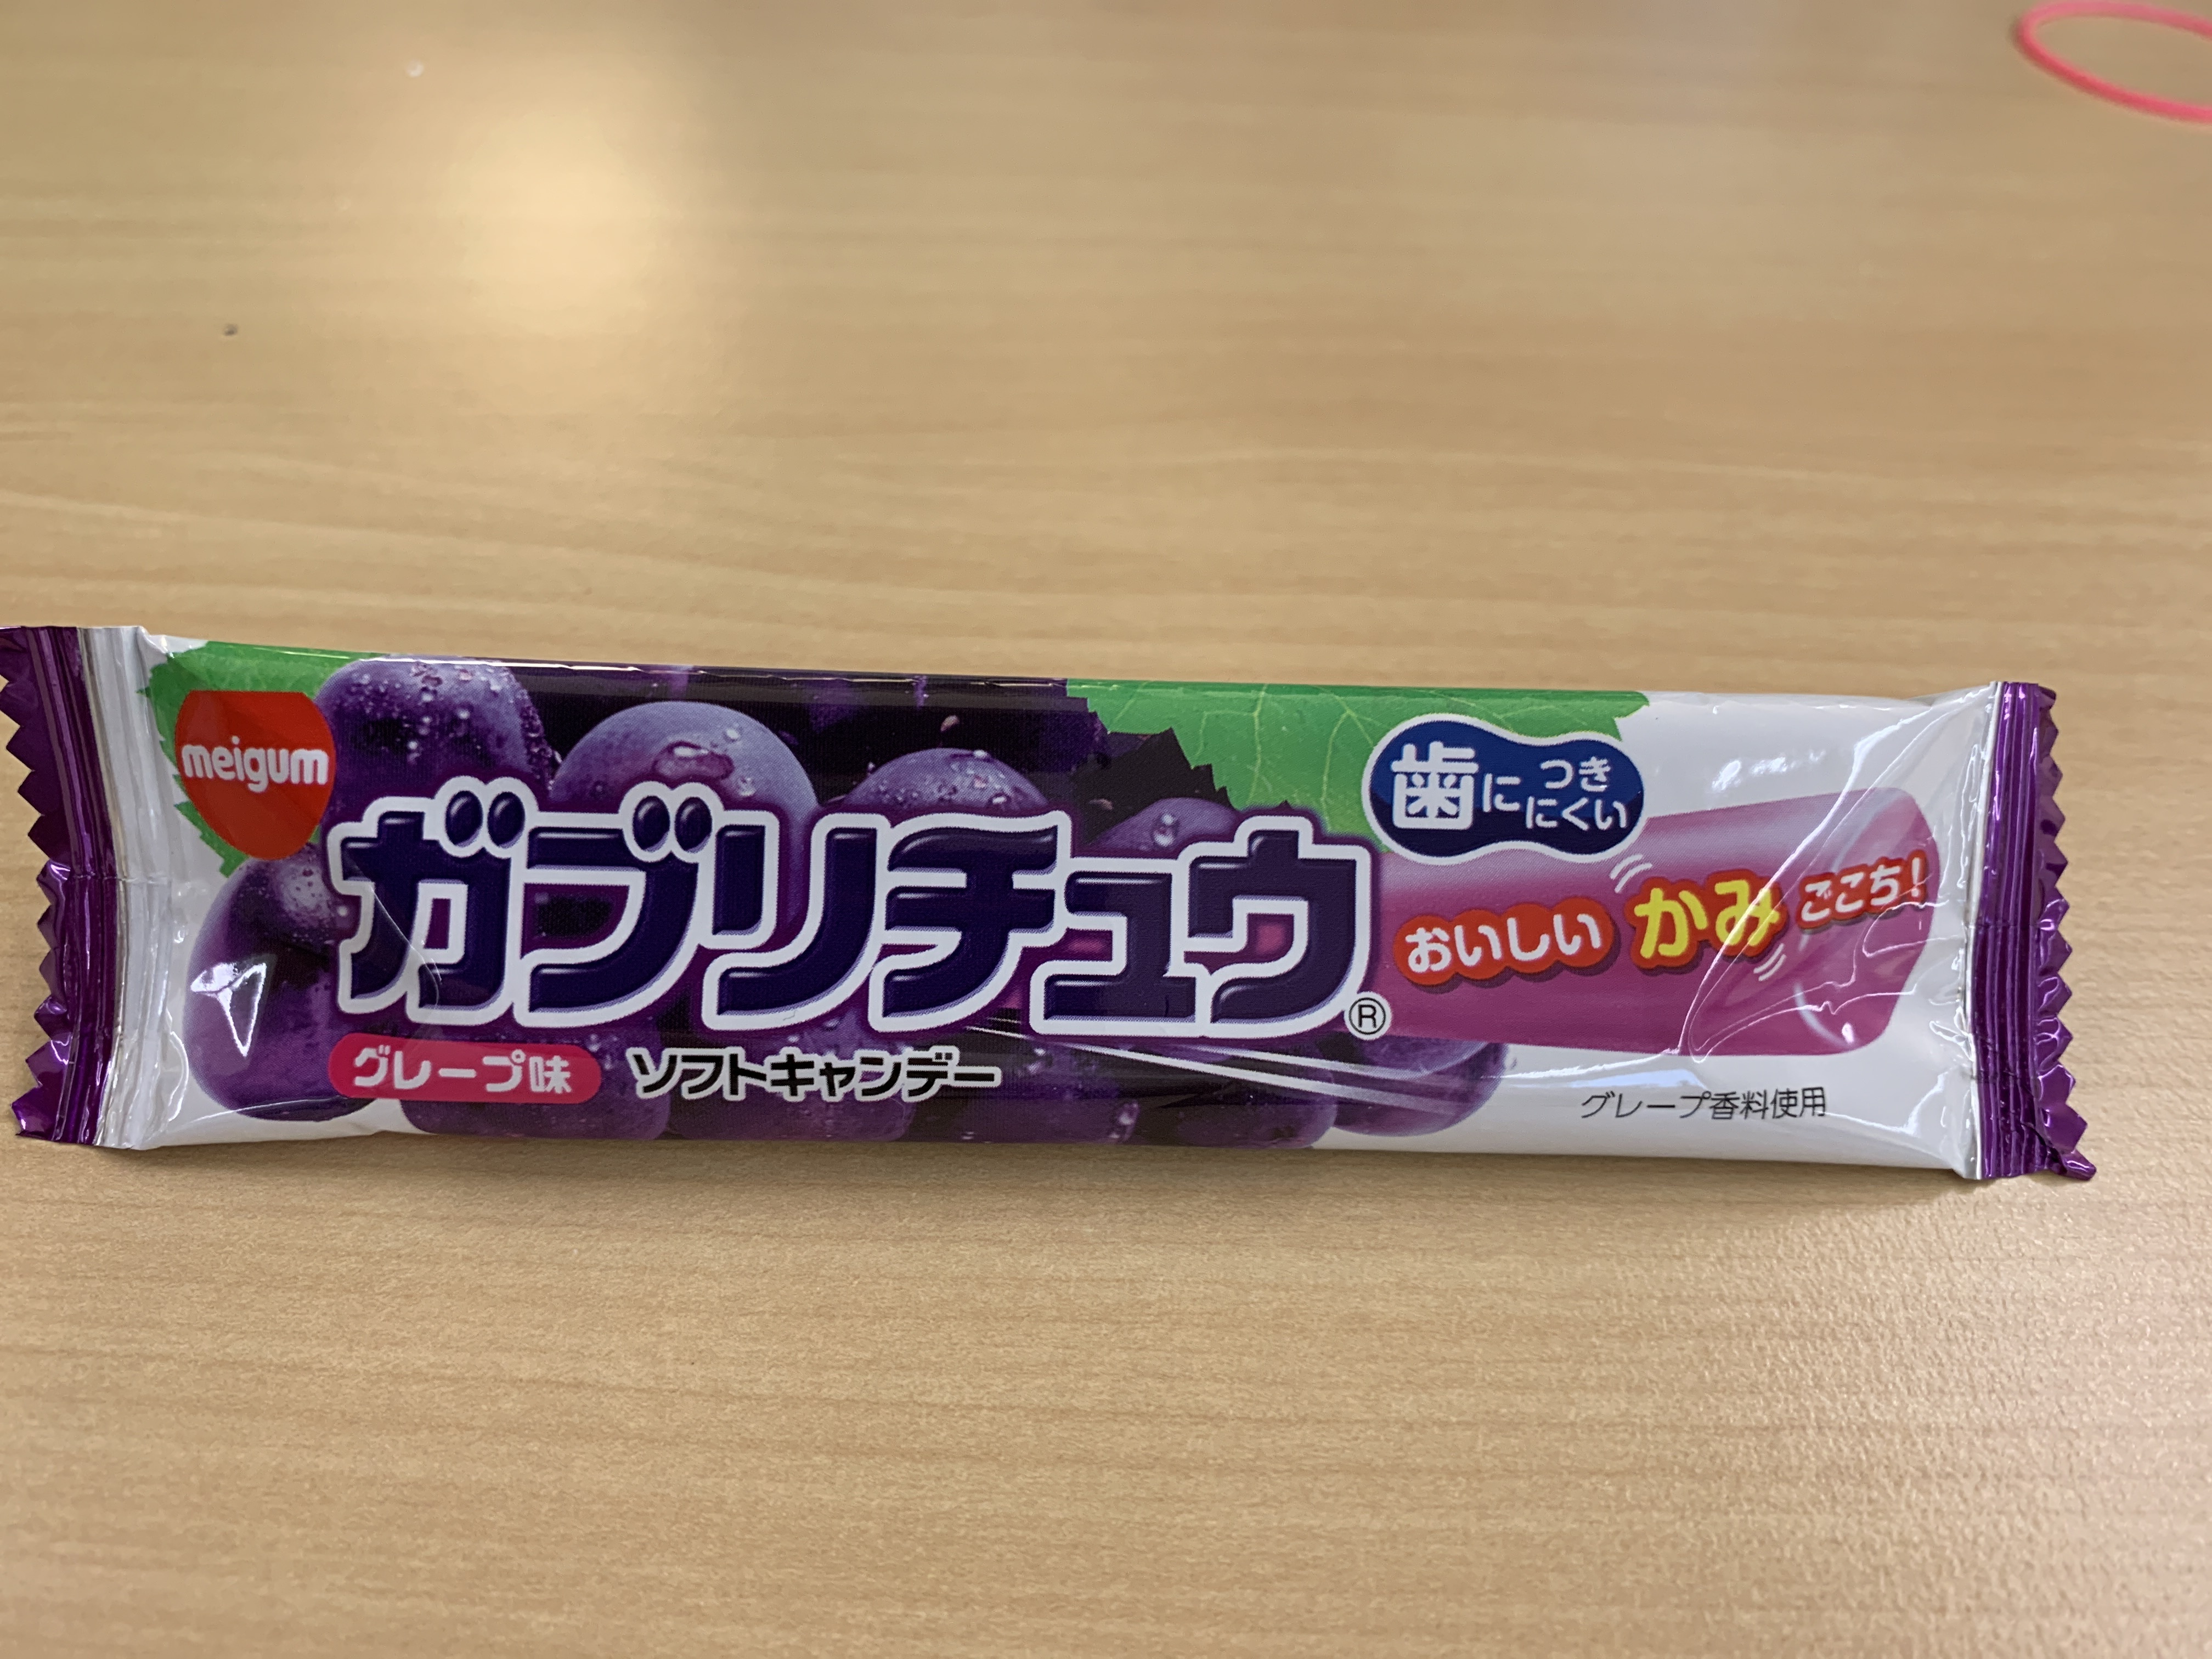 meigum
ガブリチュウ®
歯に つき
にくい
おいしい かみ ごこち!
グレープ味 ソフトキャンデー
グレープ香料使用